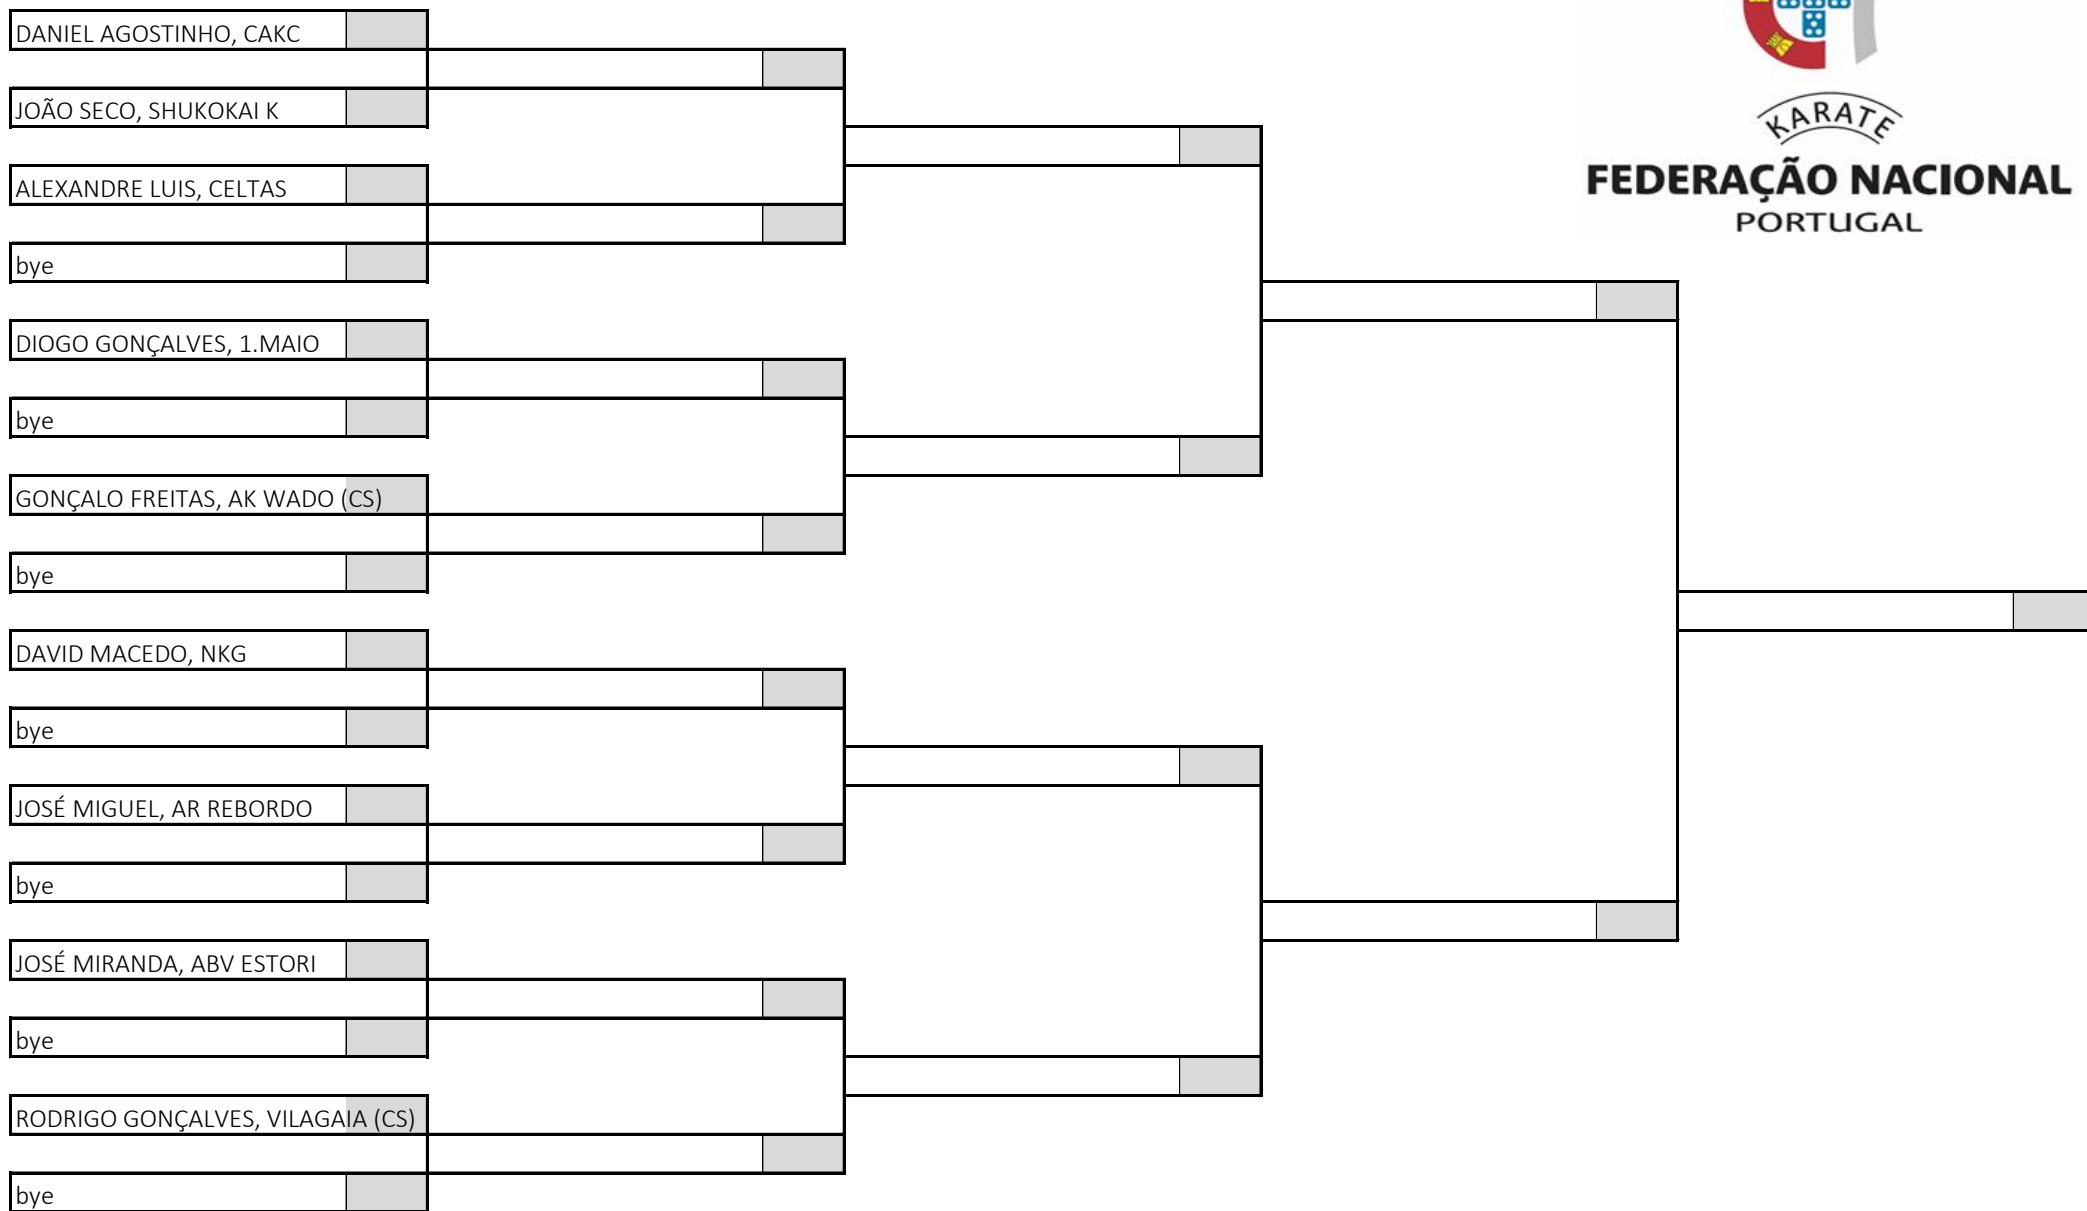 DANIEL AGOSTINHO, CAKC
JOÃO SECO, SHUKOKAI K
ALEXANDRE LUIS, CELTAS
bye
DIOGO GONÇALVES, 1.MAIO
bye
GONÇALO FREITAS, AK WADO (CS)
bye
DAVID MACEDO, NKG
bye
JOSÉ MIGUEL, AR REBORDO
bye
JOSÉ MIRANDA, ABV ESTORI
bye
RODRIGO GONÇALVES, VILAGAIA (CS)
bye
KARATE
FEDERAÇÃO NACIONAL
PORTUGAL